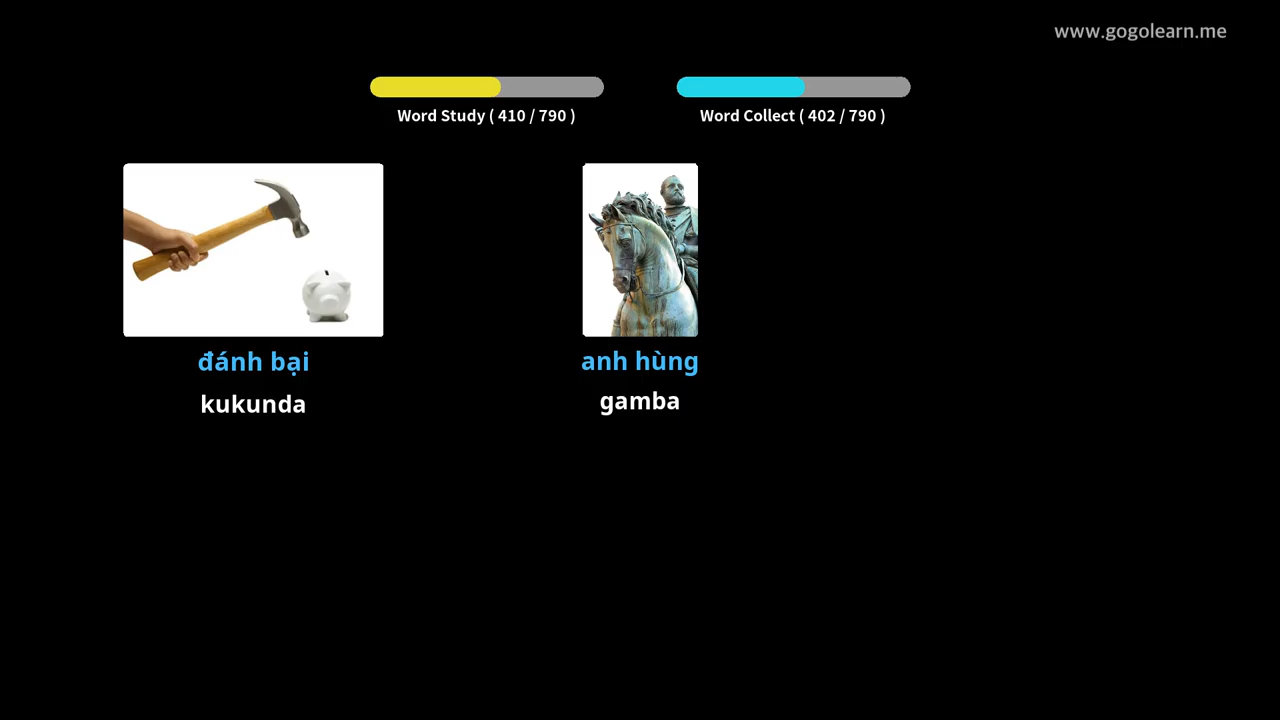 www.gogolearn.me
Word Study ( 410 / 790 )
Word Collect ( 402 / 790 )
đánh bại
kukunda
anh hùng
gamba